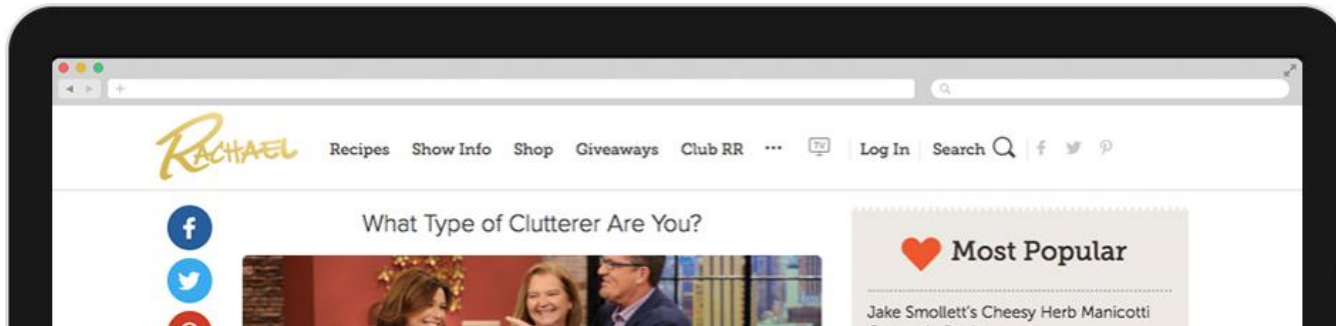 RACHAEL
Recipes Show Info Shop Giveaways Club RR ••• TV Log In Search
What Type of Clutterer Are You?
Most Popular
Jake Smollett's Cheesy Herb Manicotti